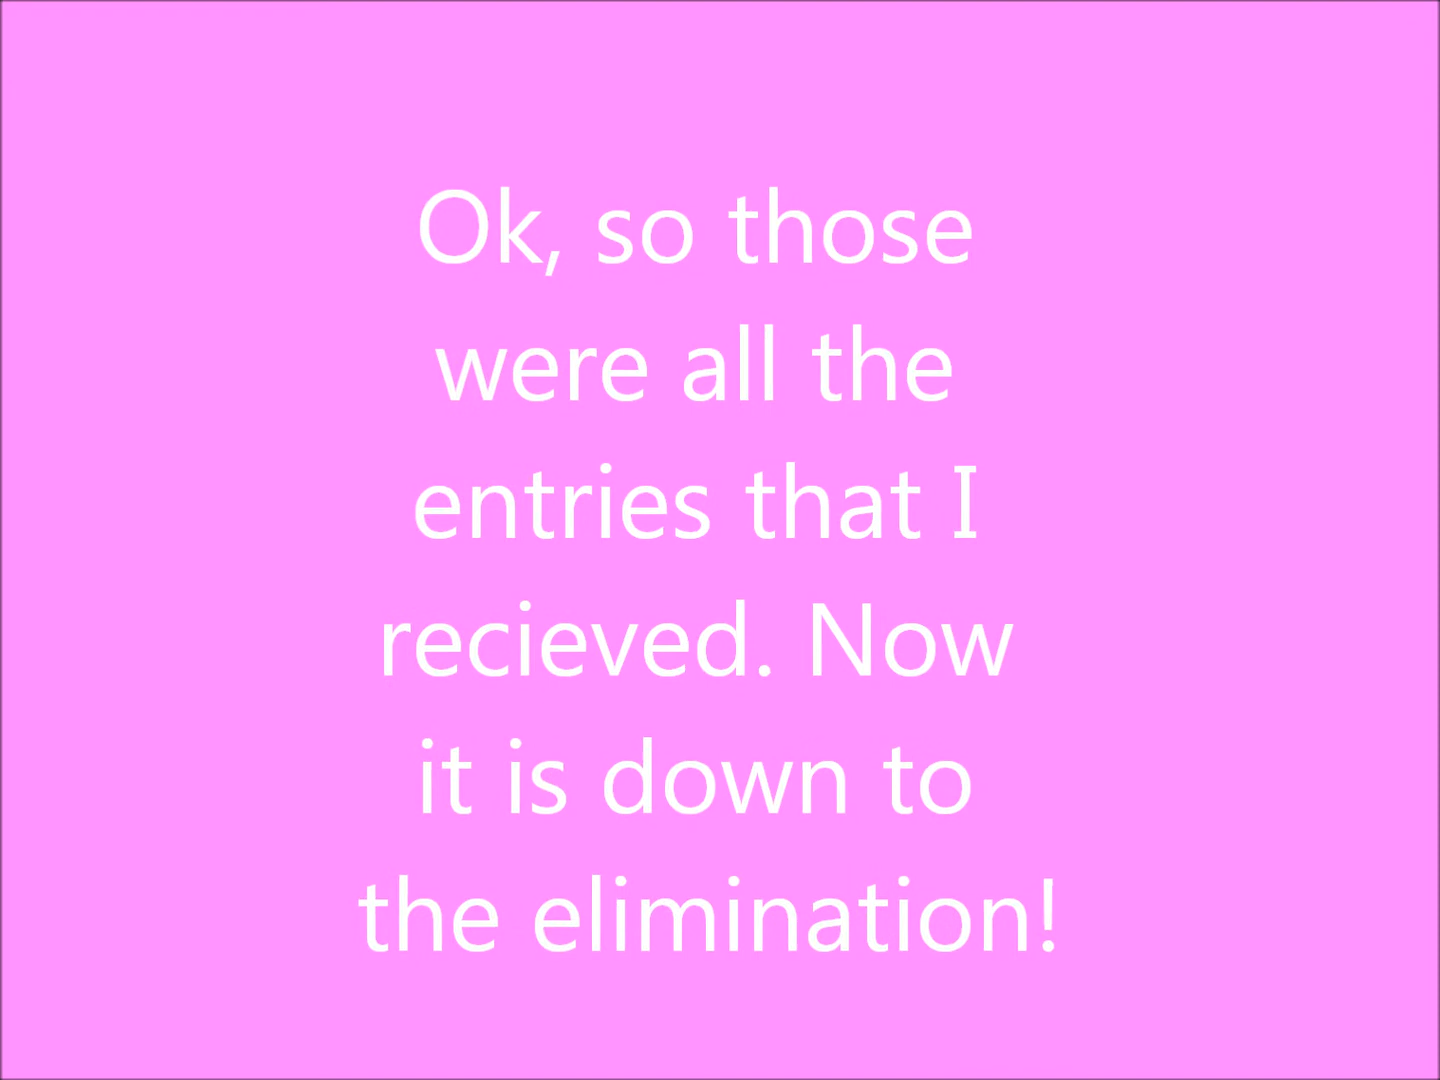 Ok, so those
were all the
entries that I
recieved. Now
it is down to
the elimination!